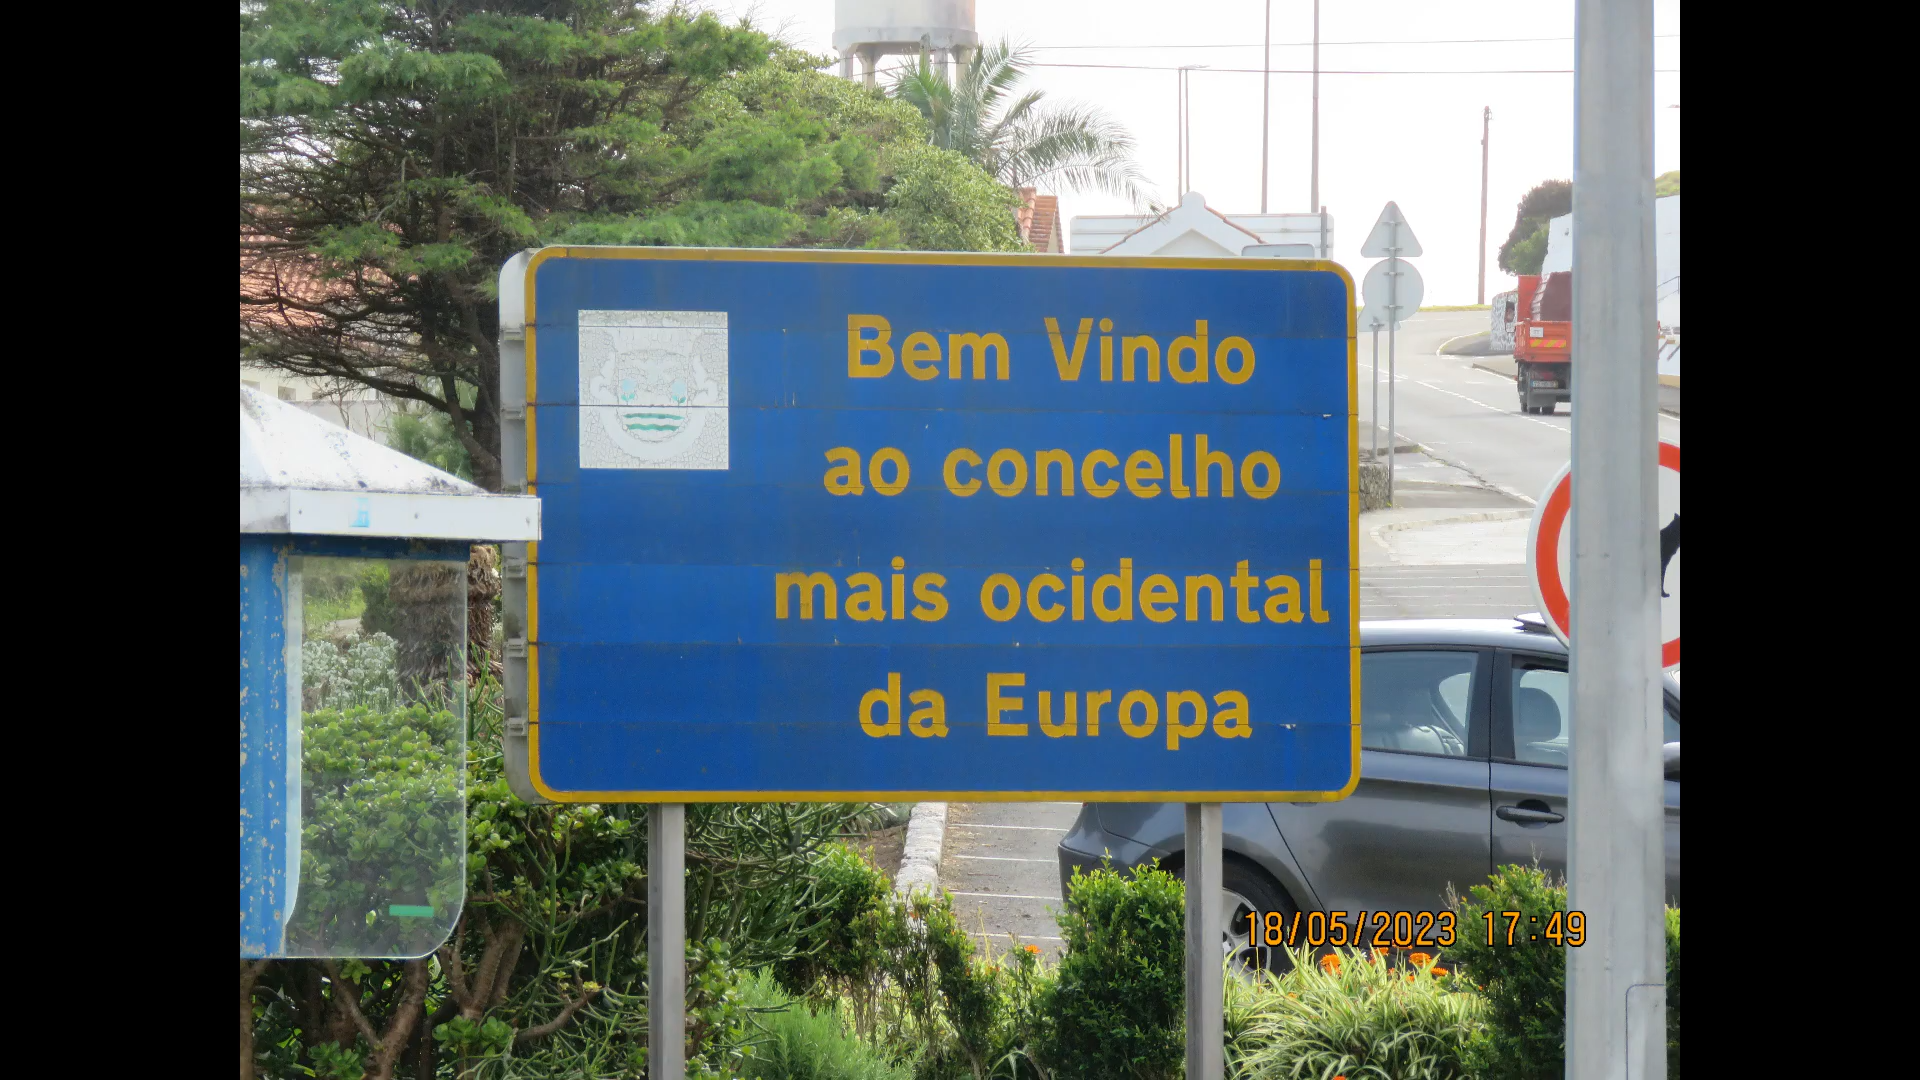 Bem Vindo
ao concelho
mais ocidental
da Europa
18/05/2023 17:49